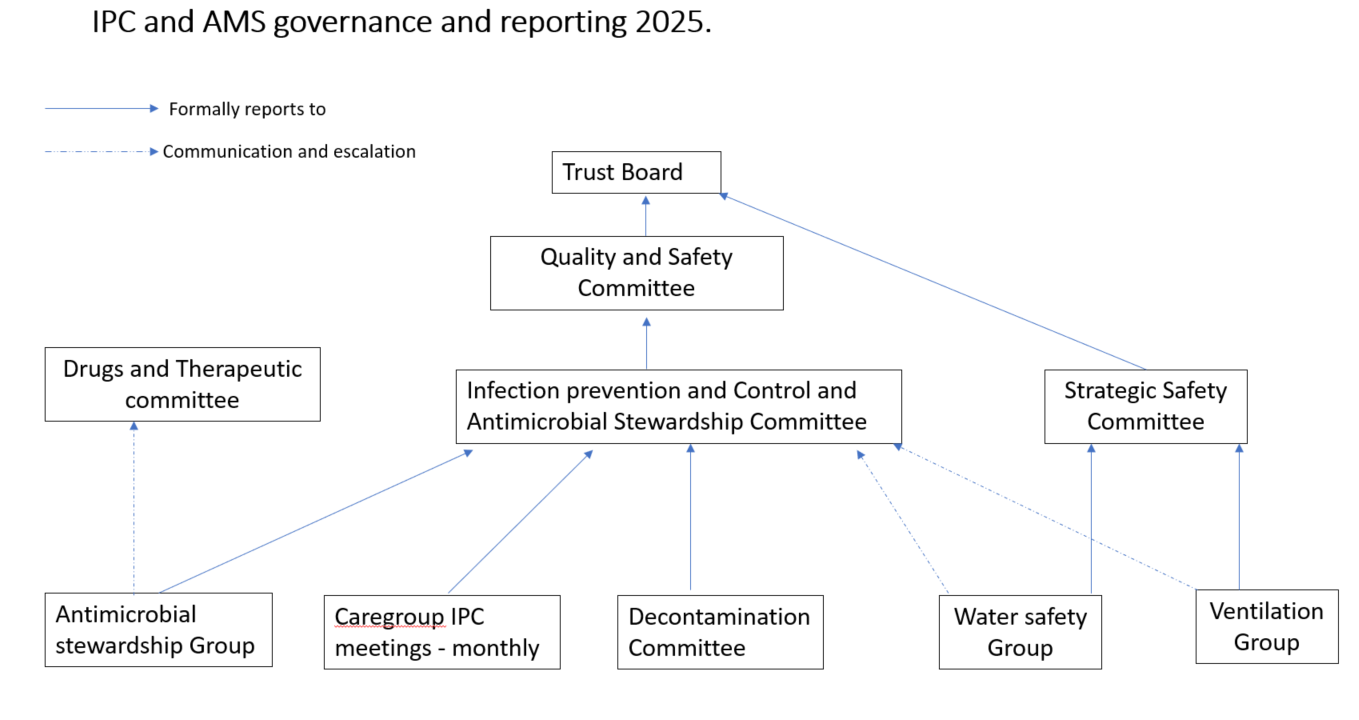 IPC and AMS governance and reporting 2025.
Formally reports to
Communication and escalation
Trust Board
Quality and Safety
Committee
Drugs and Therapeutic
committee
Infection prevention and Control and
Antimicrobial Stewardship Committee
Strategic Safety
Committee
Antimicrobial
stewardship Group
Caregroup IPC
meetings - monthly
Decontamination
Committee
Water safety
Group
Ventilation
Group